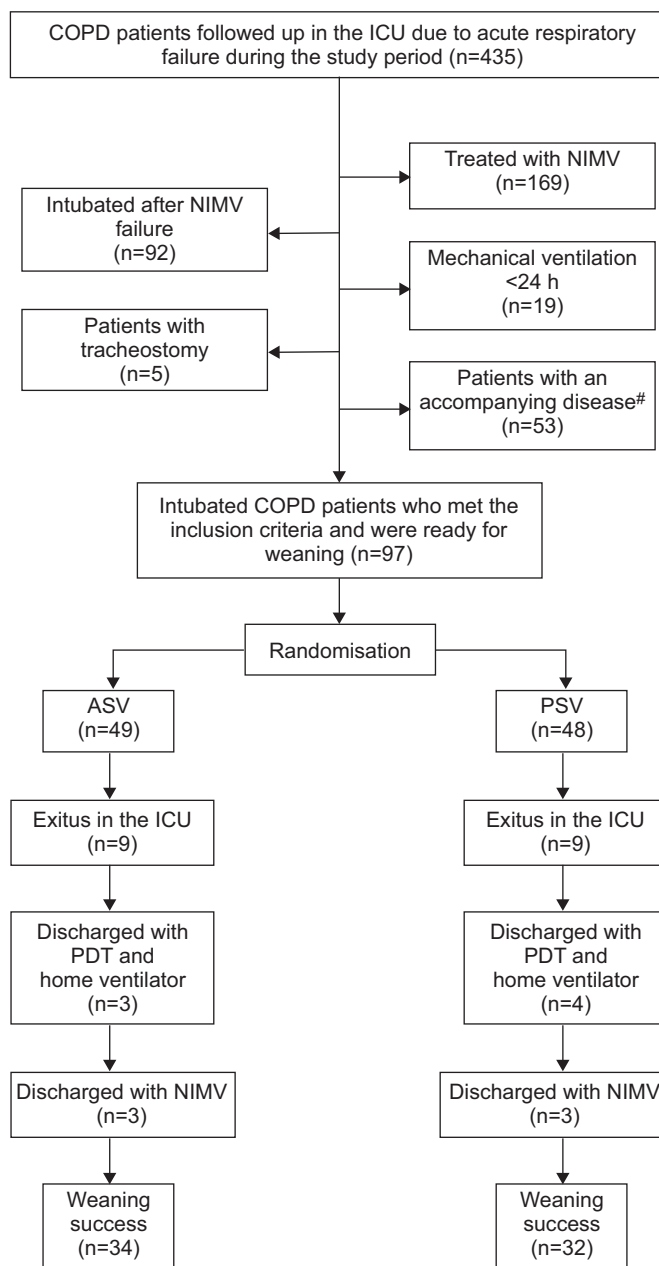 COPD patients followed up in the ICU due to acute respiratory
failure during the study period (n=435)
Treated with NIMV
(n=169)
Intubated after NIMV
failure
(n=92)
Mechanical ventilation
<24 h
(n=19)
Patients with
tracheostomy
(n=5)
Patients with an
accompanying disease#
(n=53)
Intubated COPD patients who met the
inclusion criteria and were ready for
weaning (n=97)
Randomisation
ASV
(n=49)
PSV
(n=48)
Exitus in the ICU
(n=9)
Exitus in the ICU
(n=9)
Discharged with
PDT and
home ventilator
(n=3)
Discharged with
PDT and
home ventilator
(n=4)
Discharged with NIMV
(n=3)
Discharged with NIMV
(n=3)
Weaning
success
(n=34)
Weaning
success
(n=32)